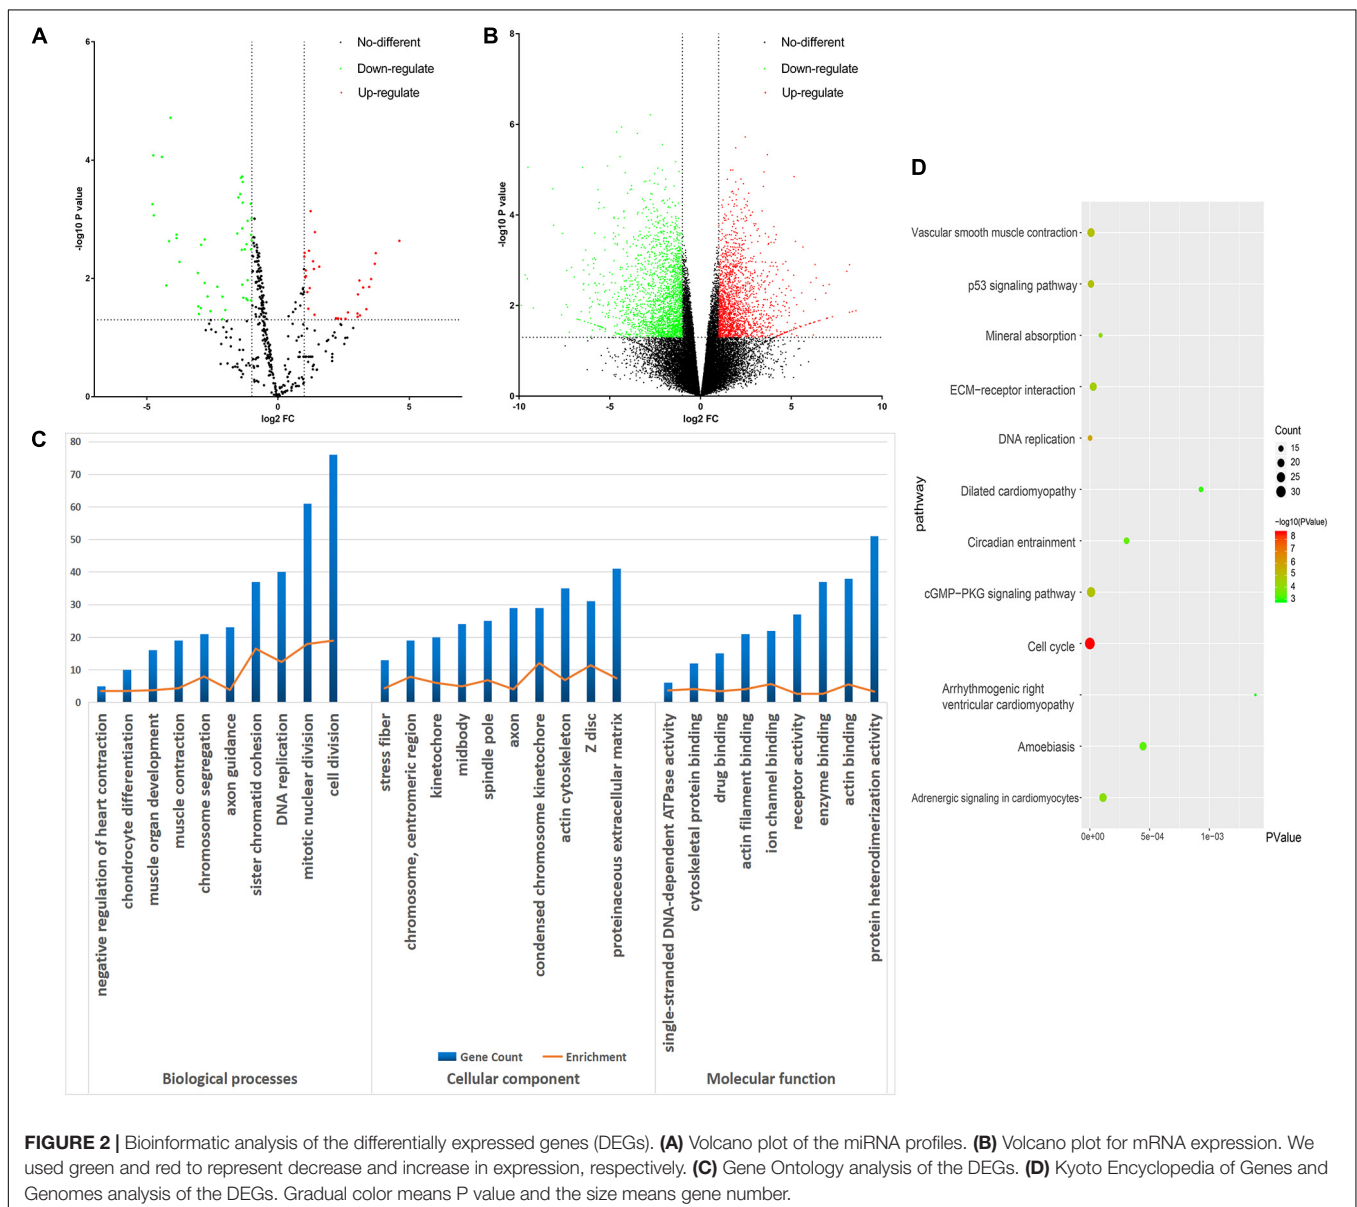 A
6
4
2
0
-5
0
5
-log10 P value
log2 FC
No-different
Down-regulate
Up-regulate
B
8
6
4
2
0
-10
-5
0
5
10
-log10 P value
log2 FC
No-different
Down-regulate
Up-regulate
C
80
70
60
50
40
30
20
10
0
negative regulation of heart contraction
chondrocyte differentiation
muscle organ development
muscle contraction
chromosome segregation
axon guidance
sister chromatid cohesion
DNA replication
mitotic nuclear division
cell division
stress fiber
chromosome, centromeric region
kinetochore
midbody
spindle pole
axon
condensed chromosome kinetochore
actin cytoskeleton
Z disc
proteinaceous extracellular matrix
single-stranded DNA-dependent ATPase activity
cytoskeletal protein binding
drug binding
actin filament binding
ion channel binding
receptor activity
enzyme binding
actin binding
protein heterodimerization activity
Gene Count
Enrichment
Biological processes
Cellular component
Molecular function
D
pathway
Vascular smooth muscle contraction
p53 signaling pathway
Mineral absorption
ECM−receptor interaction
DNA replication
Dilated cardiomyopathy
Circadian entrainment
cGMP−PKG signaling pathway
Cell cycle
Arrhythmogenic right
ventricular cardiomyopathy
Amoebiasis
Adrenergic signaling in cardiomyocytes
0e+00
5e−04
1e−03
PValue
Count
15
20
25
30
−log10(PValue)
8
7
6
5
4
3
FIGURE 2 | Bioinformatic analysis of the differentially expressed genes (DEGs). (A) Volcano plot of the miRNA profiles. (B) Volcano plot for mRNA expression. We
used green and red to represent decrease and increase in expression, respectively. (C) Gene Ontology analysis of the DEGs. (D) Kyoto Encyclopedia of Genes and
Genomes analysis of the DEGs. Gradual color means P value and the size means gene number.